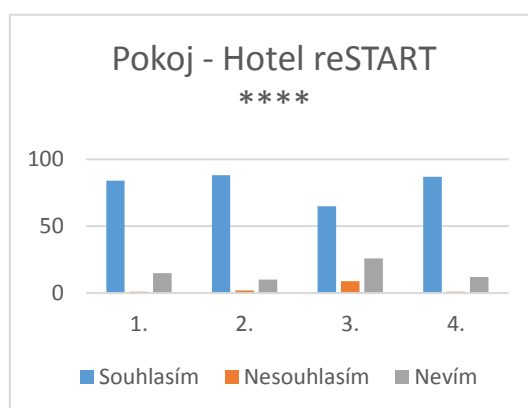 Pokoj - Hotel reSTART
****
100
50
0
1. 2. 3. 4.
Souhlasím Nesouhlasím Nevím